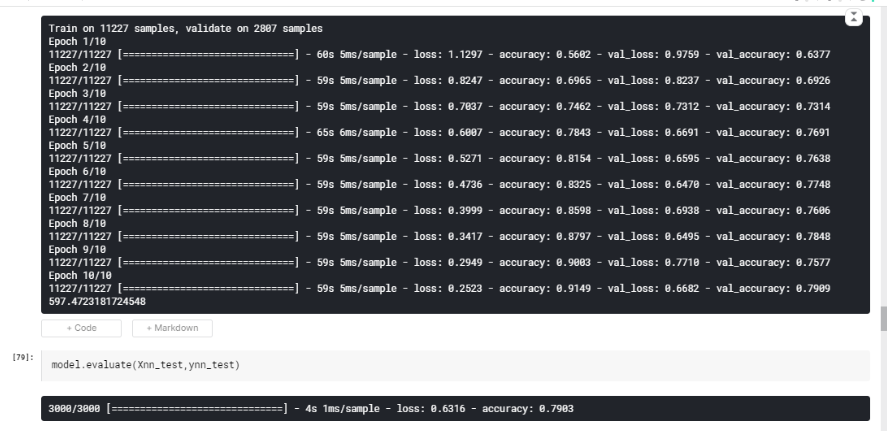 Train on 11227 samples, validate on 2807 samples
Epoch 1/10
11227/11227 [==============================] - 60s 5ms/sample - loss: 1.1297 - accuracy: 0.5602 - val_loss: 0.9759 - val_accuracy: 0.6377
Epoch 2/10
11227/11227 [==============================] - 59s 5ms/sample - loss: 0.8247 - accuracy: 0.6965 - val_loss: 0.8237 - val_accuracy: 0.6926
Epoch 3/10
11227/11227 [==============================] - 59s 5ms/sample - loss: 0.7037 - accuracy: 0.7462 - val_loss: 0.7312 - val_accuracy: 0.7314
Epoch 4/10
11227/11227 [==============================] - 65s 6ms/sample - loss: 0.6007 - accuracy: 0.7843 - val_loss: 0.6691 - val_accuracy: 0.7691
Epoch 5/10
11227/11227 [==============================] - 59s 5ms/sample - loss: 0.5271 - accuracy: 0.8154 - val_loss: 0.6595 - val_accuracy: 0.7638
Epoch 6/10
11227/11227 [==============================] - 59s 5ms/sample - loss: 0.4736 - accuracy: 0.8325 - val_loss: 0.6470 - val_accuracy: 0.7748
Epoch 7/10
11227/11227 [==============================] - 59s 5ms/sample - loss: 0.3999 - accuracy: 0.8598 - val_loss: 0.6938 - val_accuracy: 0.7606
Epoch 8/10
11227/11227 [==============================] - 59s 5ms/sample - loss: 0.3417 - accuracy: 0.8797 - val_loss: 0.6495 - val_accuracy: 0.7848
Epoch 9/10
11227/11227 [==============================] - 59s 5ms/sample - loss: 0.2949 - accuracy: 0.9003 - val_loss: 0.7710 - val_accuracy: 0.7577
Epoch 10/10
11227/11227 [==============================] - 59s 5ms/sample - loss: 0.2523 - accuracy: 0.9149 - val_loss: 0.6682 - val_accuracy: 0.7909
597.4723181724548
+ Code + Markdown
[79]:
model.evaluate(Xnn_test,ynn_test)
3000/3000 [==============================] - 4s 1ms/sample - loss: 0.6316 - accuracy: 0.7903